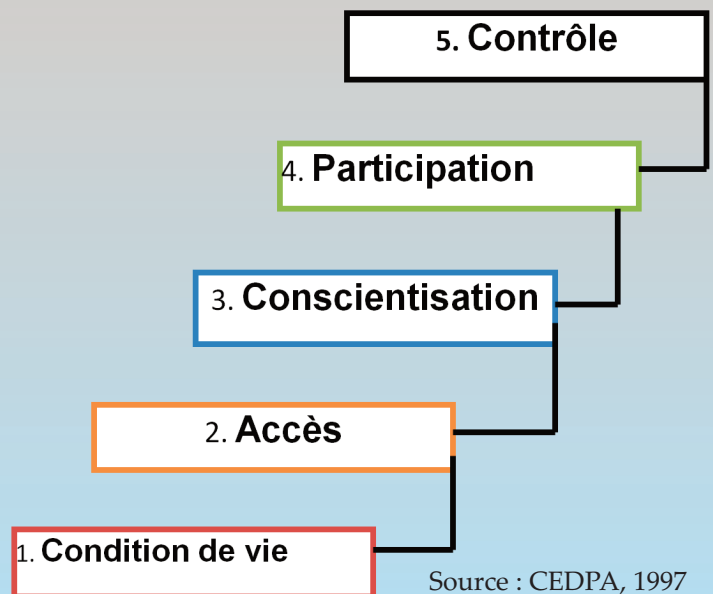 5. Contrôle
4. Participation
3. Conscientisation
2. Accès
1. Condition de vie
Source : CEDPA, 1997